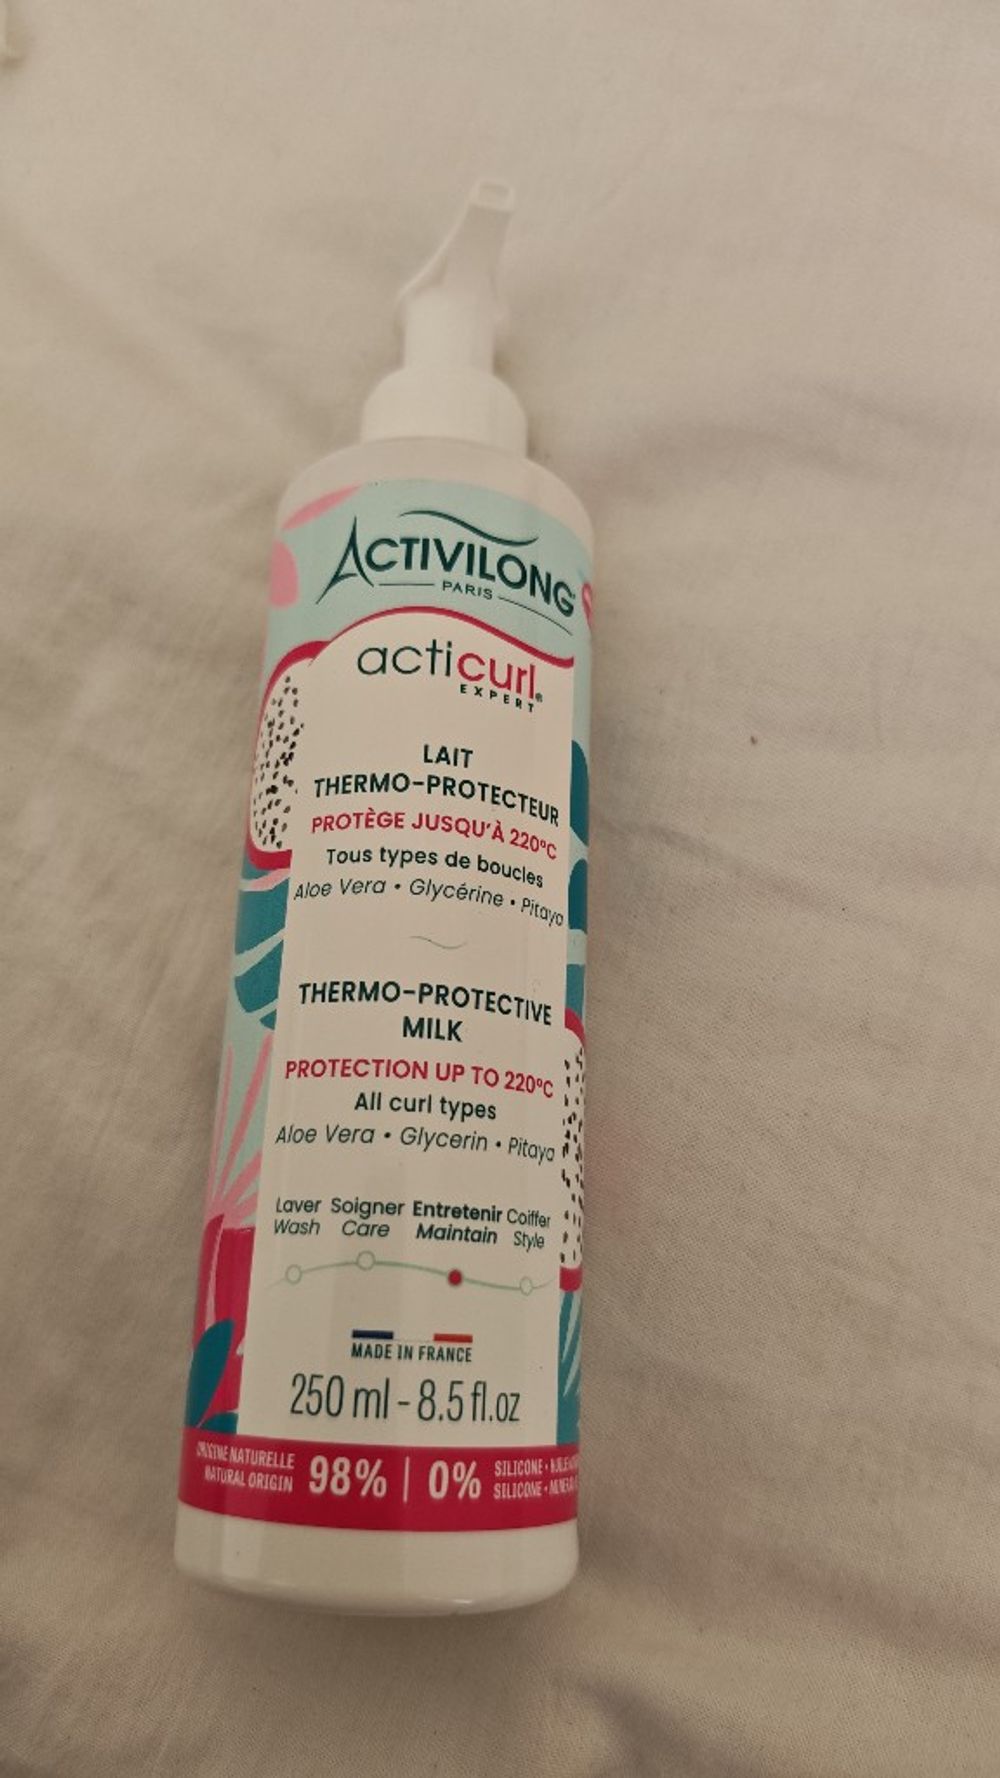 ACTIVILONG
PARIS
acticurl®
EXPERT
LAIT
THERMO-PROTECTEUR
PROTÈGE JUSQU'À 220°C
Tous types de boucles
Aloe Vera • Glycérine • Pitaya
THERMO-PROTECTIVE
MILK
PROTECTION UP TO 220°C
All curl types
Aloe Vera • Glycerin • Pitaya
Laver Soigner Entretenir Coiffer
Wash Care Maintain Style
MADE IN FRANCE
250 ml - 8.5 fl.oz
ORIGINE NATURELLE
NATURAL ORIGIN
98% | 0%
SILICONE •
SILICONE •